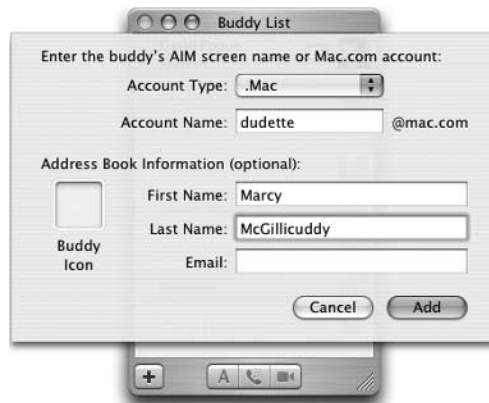 Buddy List
Enter the buddy's AIM screen name or Mac.com account:
Account Type: .Mac
Account Name: dudette @mac.com
Address Book Information (optional):
First Name: Marcy
Last Name: McGillicuddy
Buddy Icon
Email:
Cancel Add
A